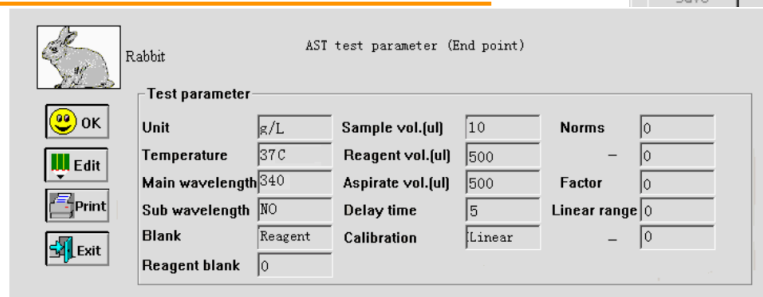 Save
Rabbit AST test parameter (End point)
Test parameter
OK
Edit
Print
Exit
Unit g/L Sample vol.(ul) 10 Norms 0
Temperature 37C Reagent vol.(ul) 500 – 0
Main wavelength 340 Aspirate vol.(ul) 500 Factor 0
Sub wavelength NO Delay time 5 Linear range 0
Blank Reagent Calibration Linear – 0
Reagent blank 0